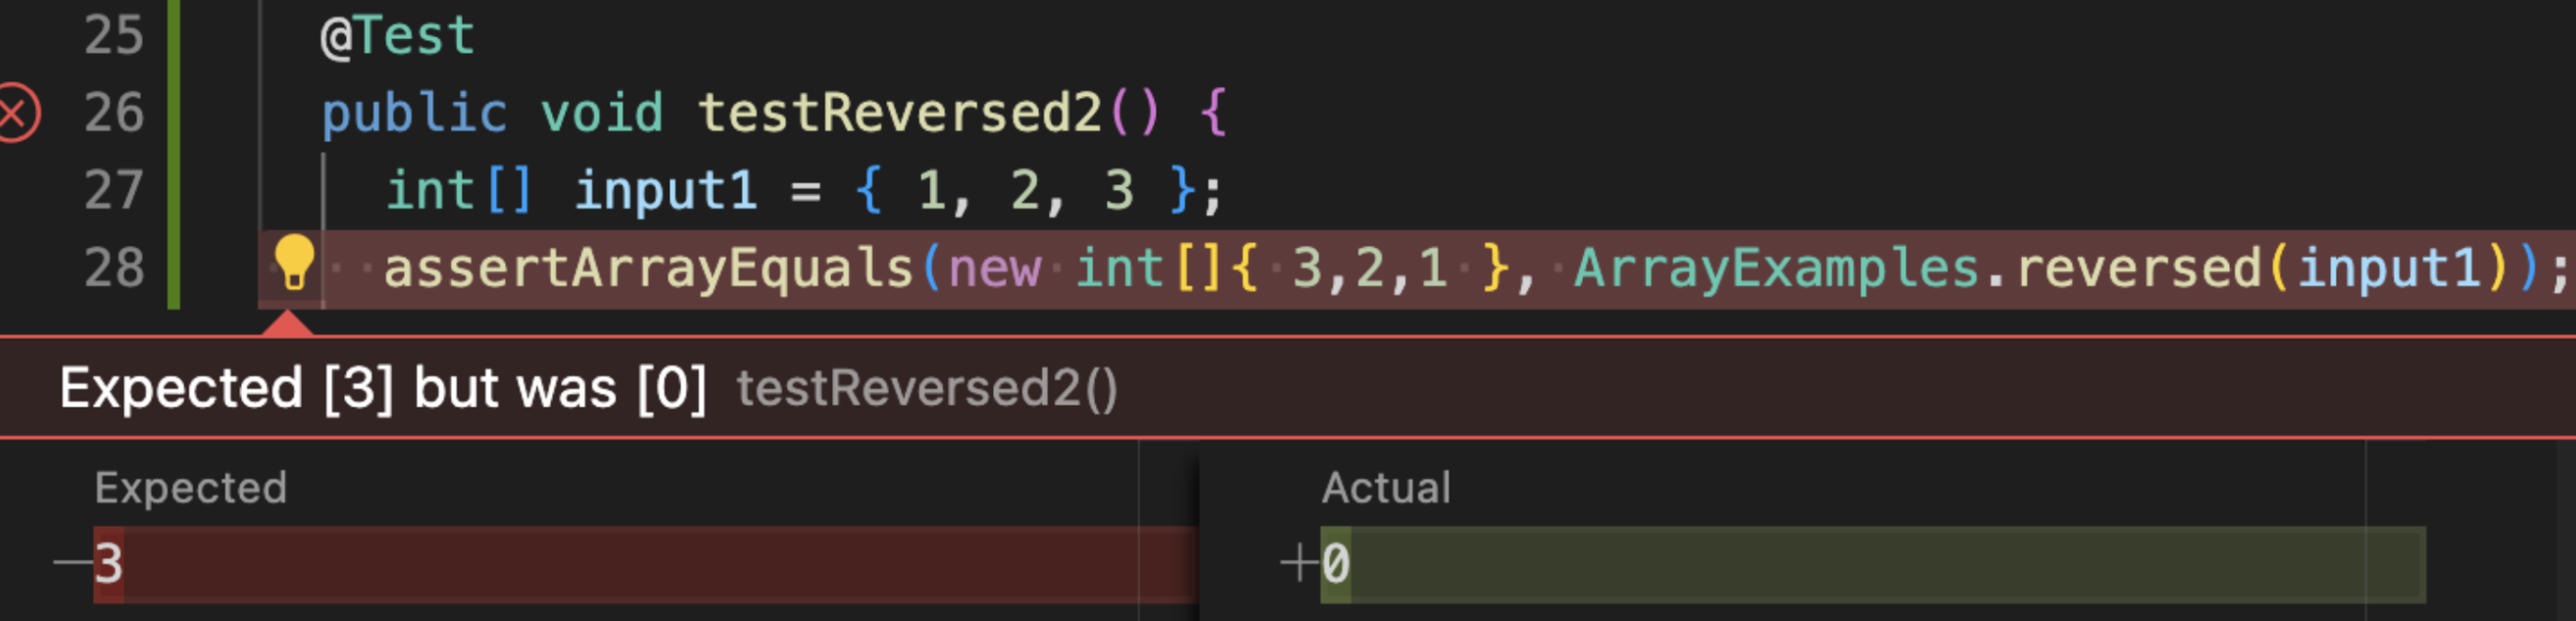 25 @Test
26 public void testReversed2() {
27 int[] input1 = { 1, 2, 3 };
28 assertArrayEquals(new int[]{ 3,2,1 }, ArrayExamples.reversed(input1));
Expected [3] but was [0] testReversed2()
Expected Actual
—3 +0